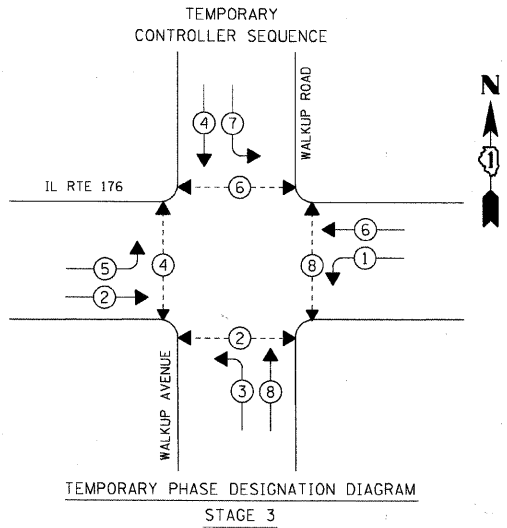 TEMPORARY
CONTROLLER SEQUENCE
WALKUP ROAD
N
4
7
1
IL RTE 176
6
6
5
4
8
1
2
2
WALKUP AVENUE
3
8
TEMPORARY PHASE DESIGNATION DIAGRAM
STAGE 3